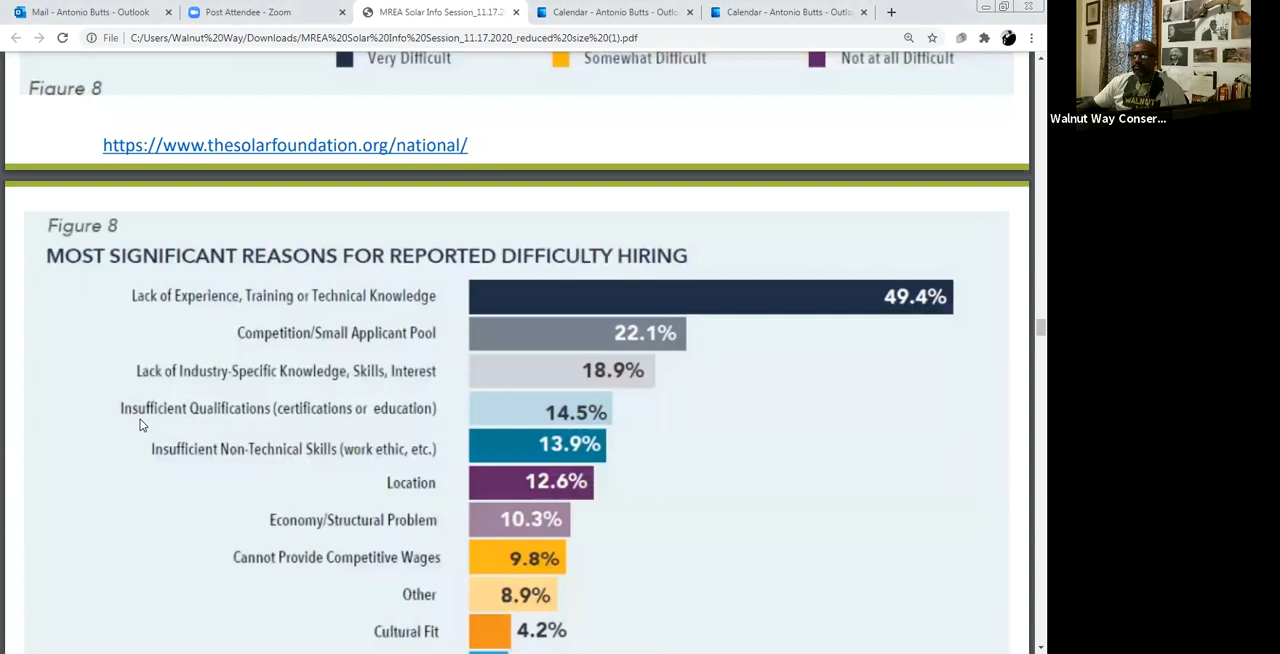 Mail - Antonio Butts - Outlook
Post Attendee - Zoom
MREA Solar Info Session_11.17.2
Calendar - Antonio Butts - Outlo
Calendar - Antonio Butts - Outlo
File C:/Users/Walnut%20Way/Downloads/MREA%20Solar%20Info%20Session_11.17.2020_reduced%20size%20(1).pdf
Very Difficult Somewhat Difficult Not at all Difficult
Figure 8
https://www.thesolarfoundation.org/national/
Figure 8
MOST SIGNIFICANT REASONS FOR REPORTED DIFFICULTY HIRING
Lack of Experience, Training or Technical Knowledge 49.4%
Competition/Small Applicant Pool 22.1%
Lack of Industry-Specific Knowledge, Skills, Interest 18.9%
Insufficient Qualifications (certifications or education) 14.5%
Insufficient Non-Technical Skills (work ethic, etc.) 13.9%
Location 12.6%
Economy/Structural Problem 10.3%
Cannot Provide Competitive Wages 9.8%
Other 8.9%
Cultural Fit 4.2%
WALNUT
Walnut Way Conser...